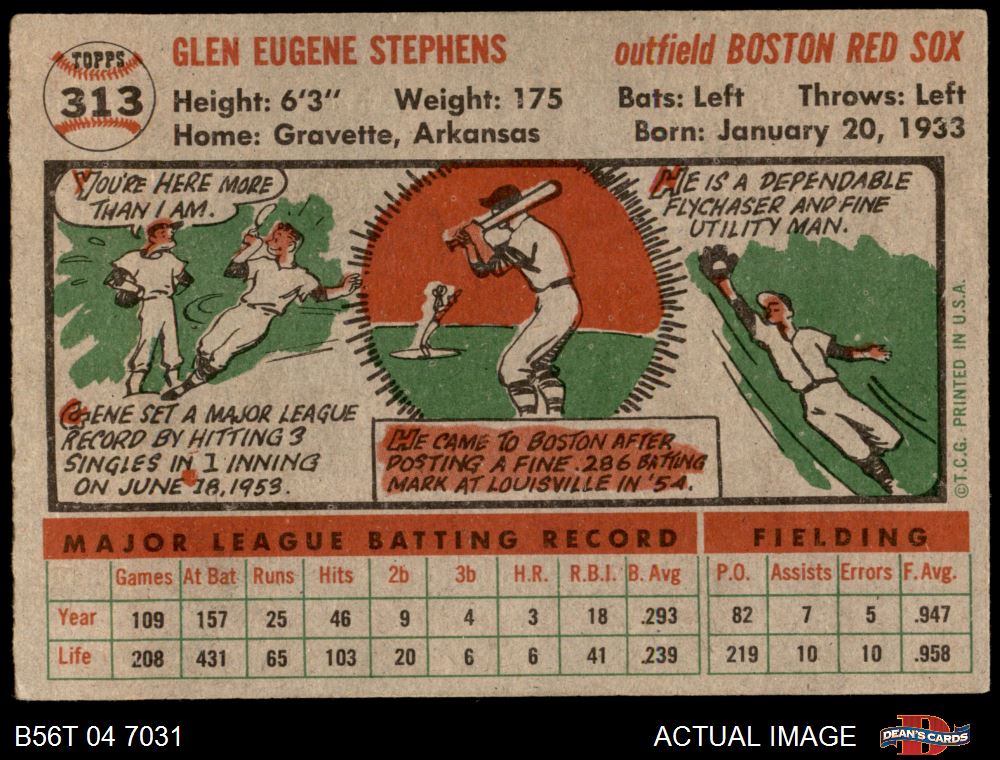 TOPPS
313
GLEN EUGENE STEPHENS
outfield BOSTON RED SOX
Height: 6'3" Weight: 175 Bats: Left Throws: Left
Home: Gravette, Arkansas Born: January 20, 1933
YOU'RE HERE MORE
THAN I AM.
GENE SET A MAJOR LEAGUE
RECORD BY HITTING 3
SINGLES IN 1 INNING
ON JUNE 18, 1953.
HE CAME TO BOSTON AFTER
POSTING A FINE .286 BATTING
MARK AT LOUISVILLE IN '54.
HE IS A DEPENDABLE
FLYCHASER AND FINE
UTILITY MAN.
©T.C.G. PRINTED IN U.S.A.
MAJOR LEAGUE BATTING RECORD FIELDING
Games At Bat Runs Hits 2b 3b H.R. R.B.I. B. Avg P.O. Assists Errors F. Avg.
Year 109 157 25 46 9 4 3 18 .293 82 7 5 .947
Life 208 431 65 103 20 6 6 41 .239 219 10 10 .958
B56T 04 7031 ACTUAL IMAGE DEAN'S CARDS